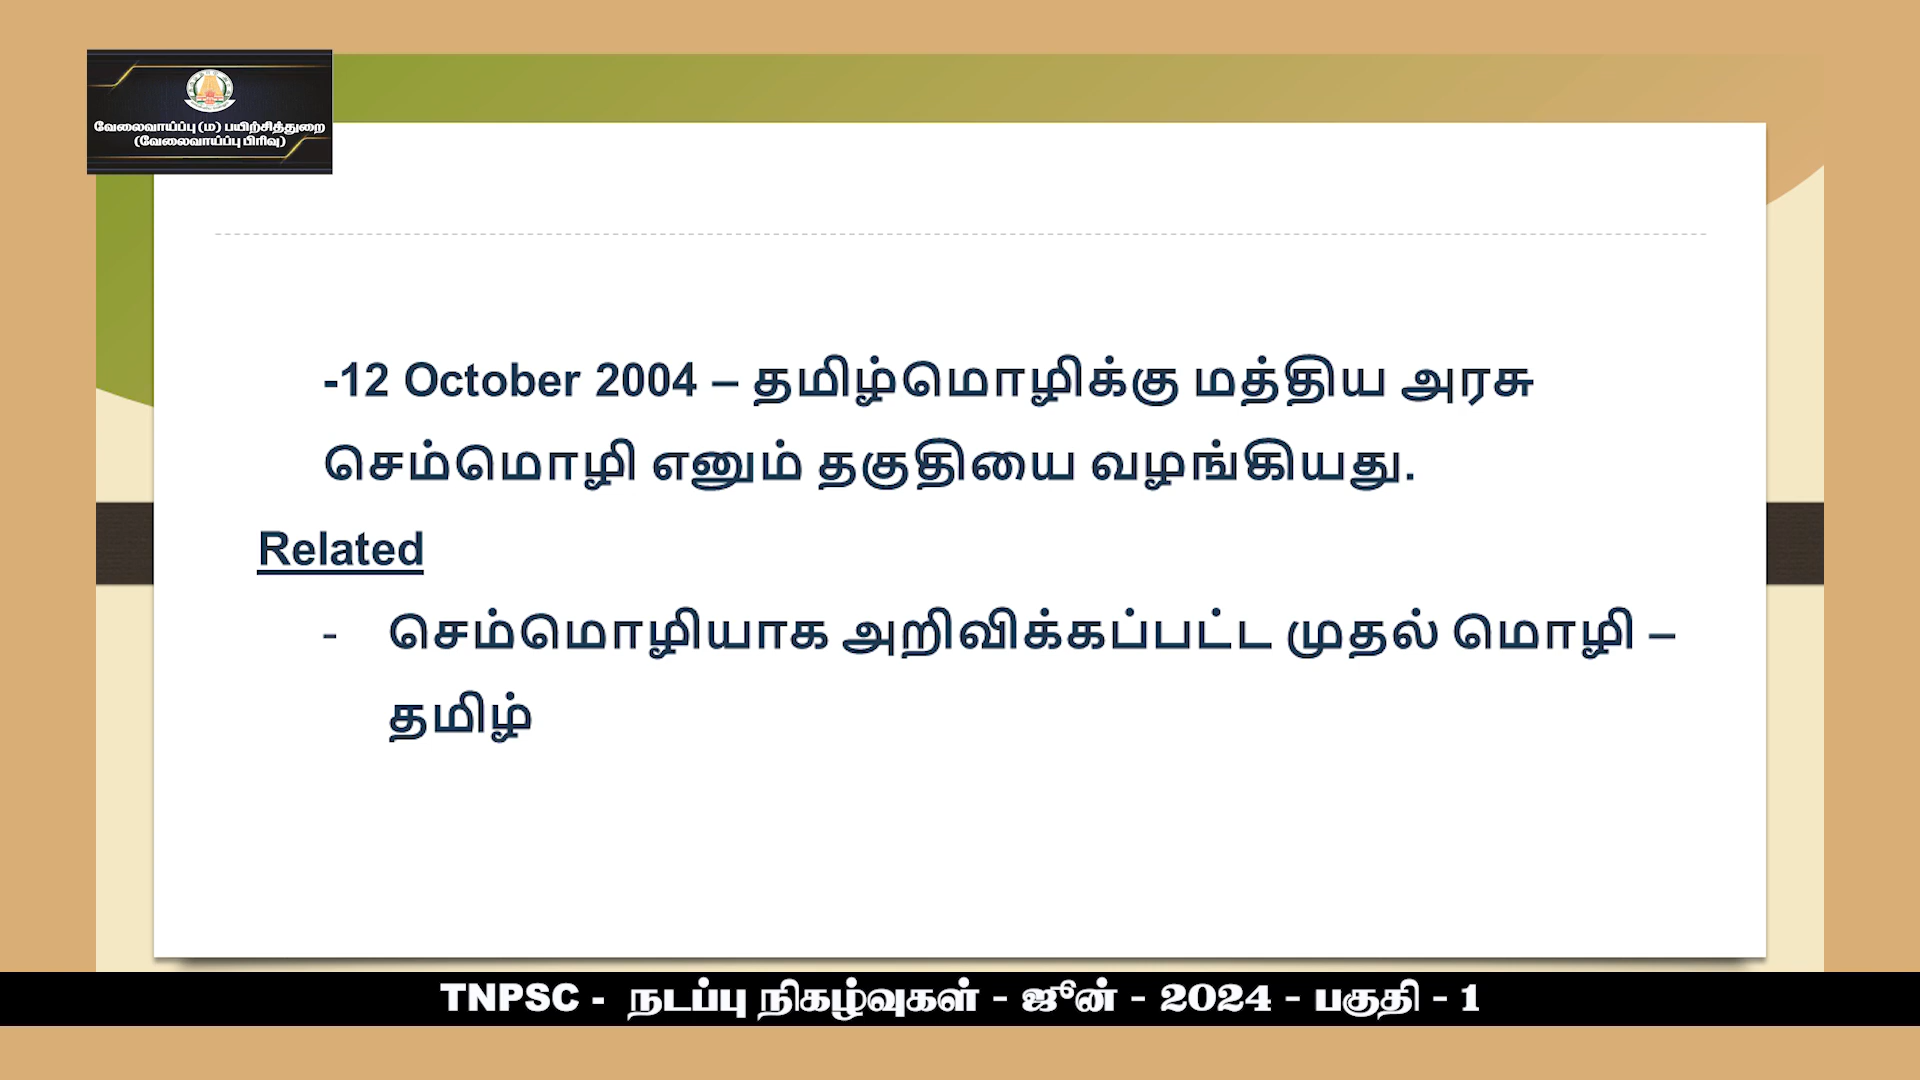 வேலைவாய்ப்பு (ம) பயிற்சித்துறை
(வேலைவாய்ப்பு பிரிவு)
-12 October 2004 – தமிழ்மொழிக்கு மத்திய அரசு
செம்மொழி எனும் தகுதியை வழங்கியது.
Related
- செம்மொழியாக அறிவிக்கப்பட்ட முதல் மொழி –
தமிழ்
TNPSC - நடப்பு நிகழ்வுகள் - ஜூன் - 2024 - பகுதி - 1